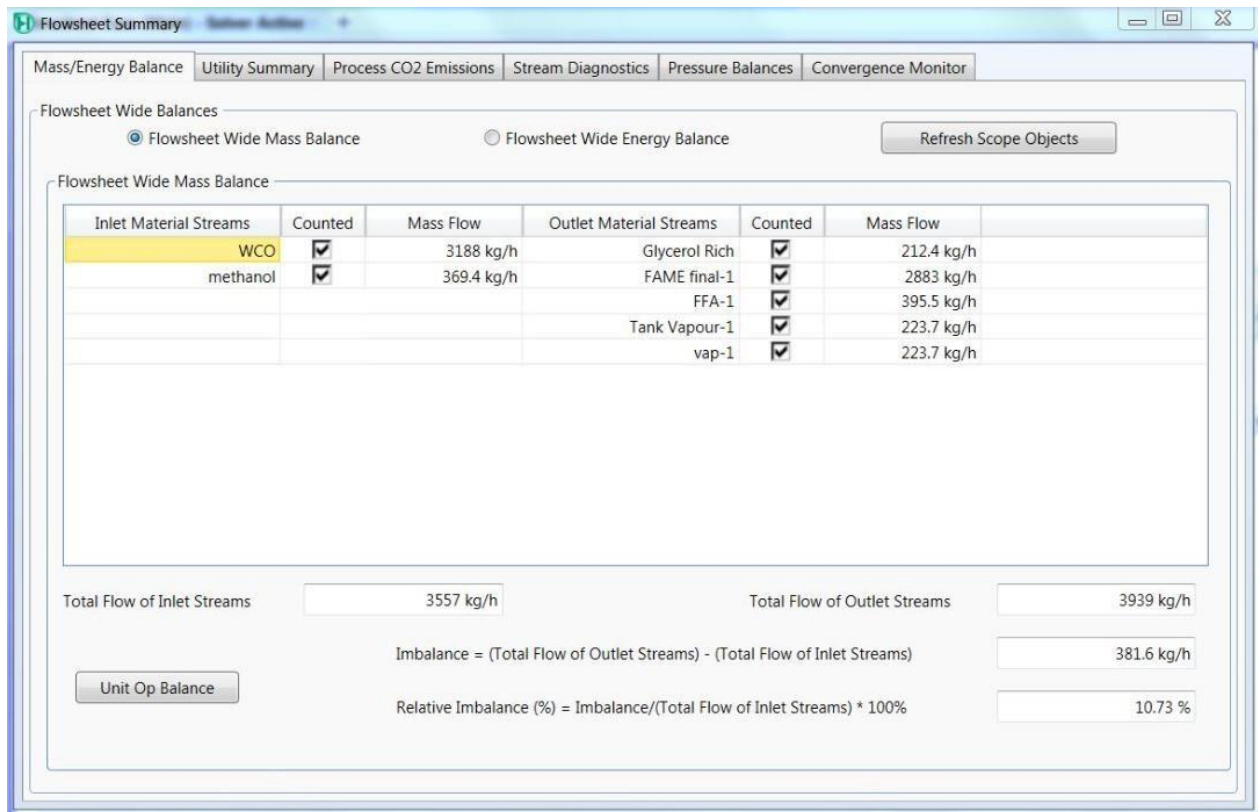 Flowsheet Summary
Mass/Energy Balance Utility Summary Process CO2 Emissions Stream Diagnostics Pressure Balances Convergence Monitor
Flowsheet Wide Balances
Flowsheet Wide Mass Balance Flowsheet Wide Energy Balance Refresh Scope Objects
Flowsheet Wide Mass Balance
Inlet Material Streams Counted Mass Flow Outlet Material Streams Counted Mass Flow
WCO 3188 kg/h Glycerol Rich 212.4 kg/h
methanol 369.4 kg/h FAME final-1 2883 kg/h
FFA-1 395.5 kg/h
Tank Vapour-1 223.7 kg/h
vap-1 223.7 kg/h
Total Flow of Inlet Streams 3557 kg/h Total Flow of Outlet Streams 3939 kg/h
Imbalance = (Total Flow of Outlet Streams) - (Total Flow of Inlet Streams) 381.6 kg/h
Unit Op Balance
Relative Imbalance (%) = Imbalance/(Total Flow of Inlet Streams) * 100% 10.73 %